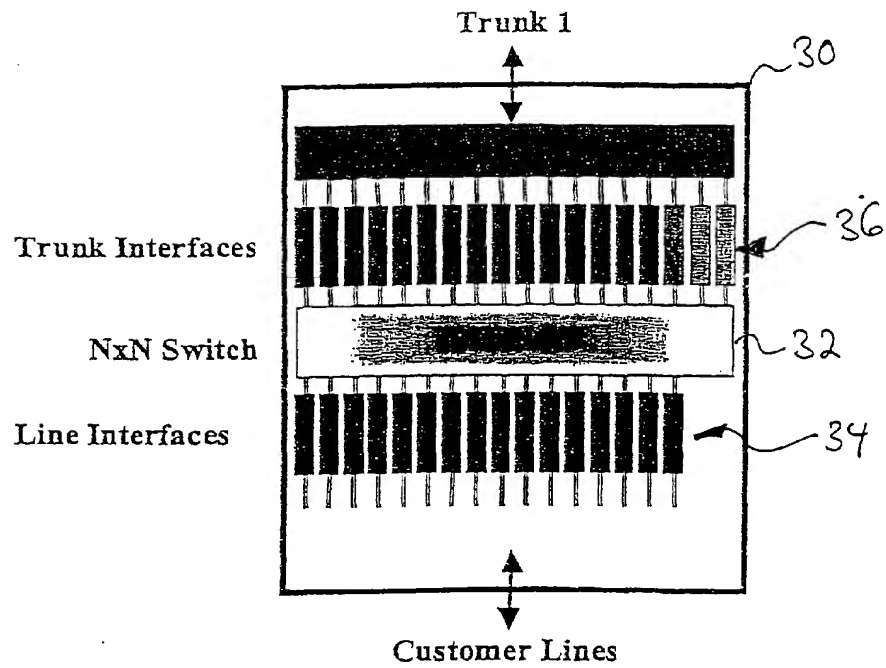 Trunk 1
30
Trunk Interfaces
36
NxN Switch
32
Line Interfaces
34
Customer Lines